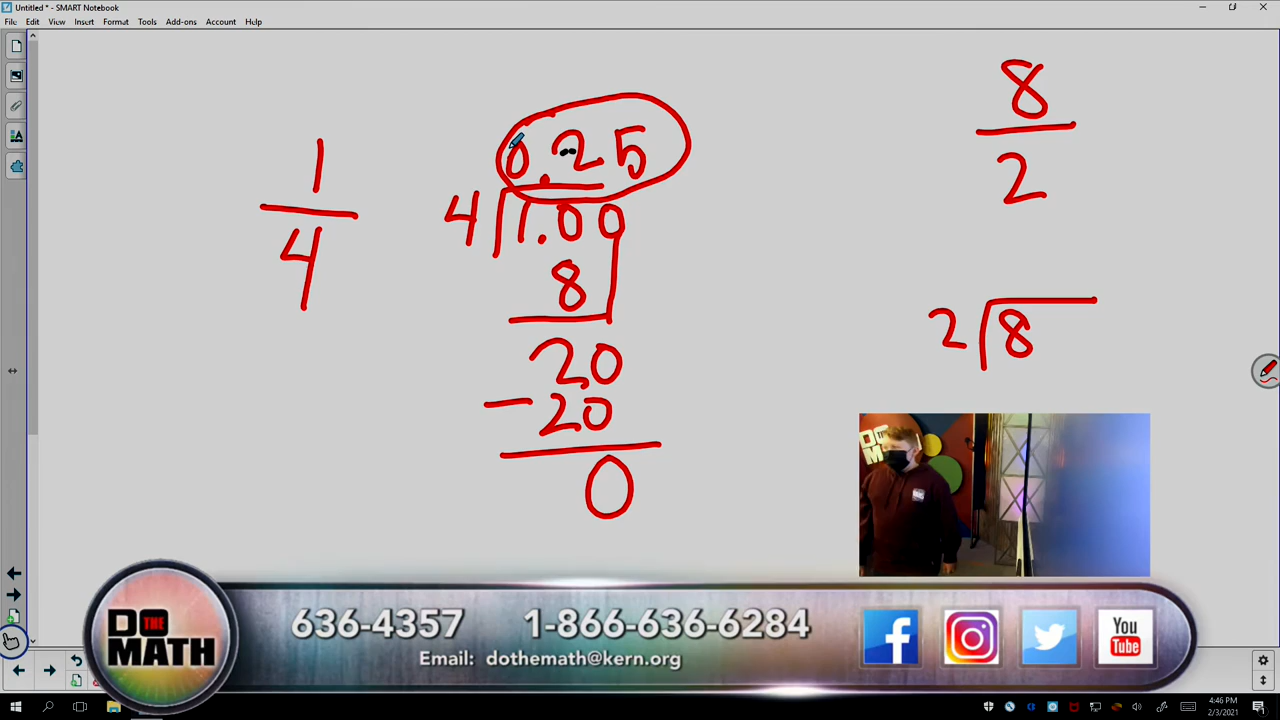 Untitled * - SMART Notebook
File Edit View Insert Format Tools Add-ons Account Help
1
4
0.25
4 1.00
8
20
- 20
0
8
2
2 8
DO
M
DO THE MATH
636-4357 1-866-636-6284
Email: dothemath@kern.org
f
You Tube
4:46 PM
2/3/2021